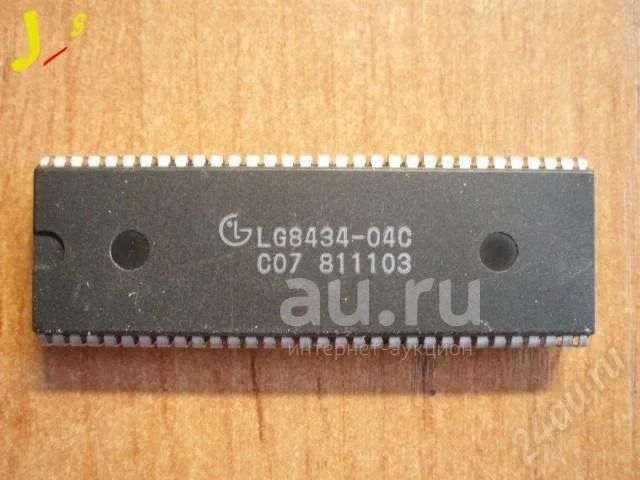 J s
LG8434-04C
C07 811103
au.ru
интернет-аукцион
24au.ru